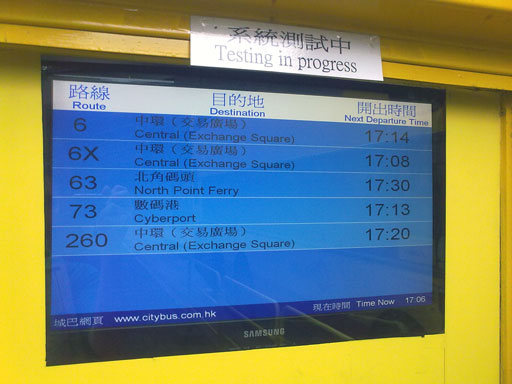 系統測試中
Testing in progress
路線 目的地 開出時間
Route Destination Next Departure Time
6 中環（交易廣場） 17:14
Central (Exchange Square)
6X 中環（交易廣場） 17:08
Central (Exchange Square)
63 北角碼頭 17:30
North Point Ferry
73 數碼港 17:13
Cyberport
260 中環（交易廣場） 17:20
Central (Exchange Square)
城巴網頁 www.citybus.com.hk 現在時間 Time Now 17:06
SAMSUNG